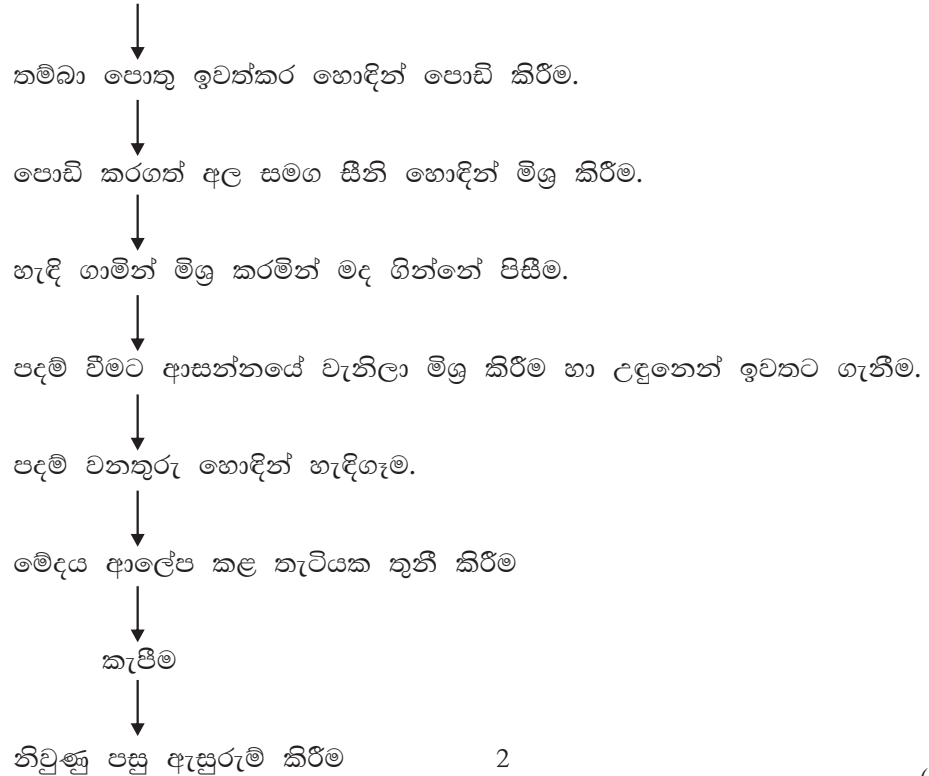 තම්බා පොතු ඉවත්කර හොඳින් පොඩි කිරීම.
පොඩි කරගත් අල සමග සීනි හොඳින් මිශ්‍ර කිරීම.
හැඳි ගාමින් මිශ්‍ර කරමින් මද ගින්නේ පිසීම.
පදම් වීමට ආසන්නයේ වැනිලා මිශ්‍ර කිරීම හා උඳුනෙන් ඉවතට ගැනීම.
පදම් වනතුරු හොඳින් හැඳිගෑම.
මේදය ආලේප කළ තැටියක තුනී කිරීම
කැපීම
නිවුණු පසු ඇසුරුම් කිරීම 2